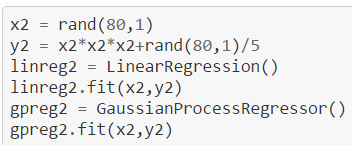 x2 = rand(80,1)
y2 = x2*x2*x2+rand(80,1)/5
linreg2 = LinearRegression()
linreg2.fit(x2,y2)
gpreg2 = GaussianProcessRegressor()
gpreg2.fit(x2,y2)